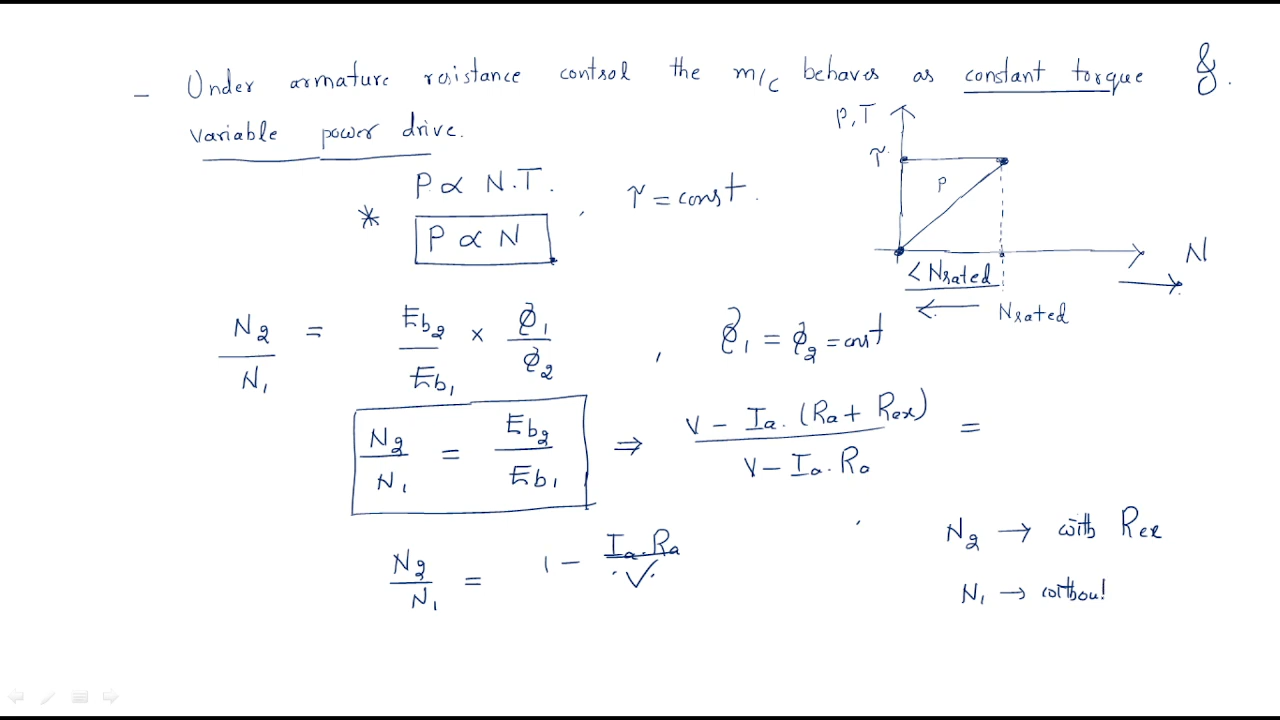 – Under armature resistance control the m/c behaves as constant torque &.
variable power drive.
P, T
τ
P
N
< Nrated
Nrated
P ∝ N.T. , τ = const.
* P ∝ N
N₂/N₁ = Eb₂/Eb₁ × Φ₁/Φ₂ , Φ₁ = Φ₂ = const
N₂/N₁ = Eb₂/Eb₁ ⇒ V – Ia.(Ra + Rex) / V – Ia.Ra =
N₂ → with Rex
N₂/N₁ = 1 – Ia.Ra/V
N₁ → withou